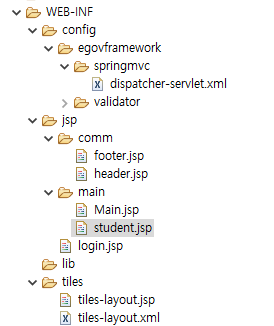 WEB-INF
config
egovframework
springmvc
dispatcher-servlet.xml
validator
jsp
comm
footer.jsp
header.jsp
main
Main.jsp
student.jsp
login.jsp
lib
tiles
tiles-layout.jsp
tiles-layout.xml